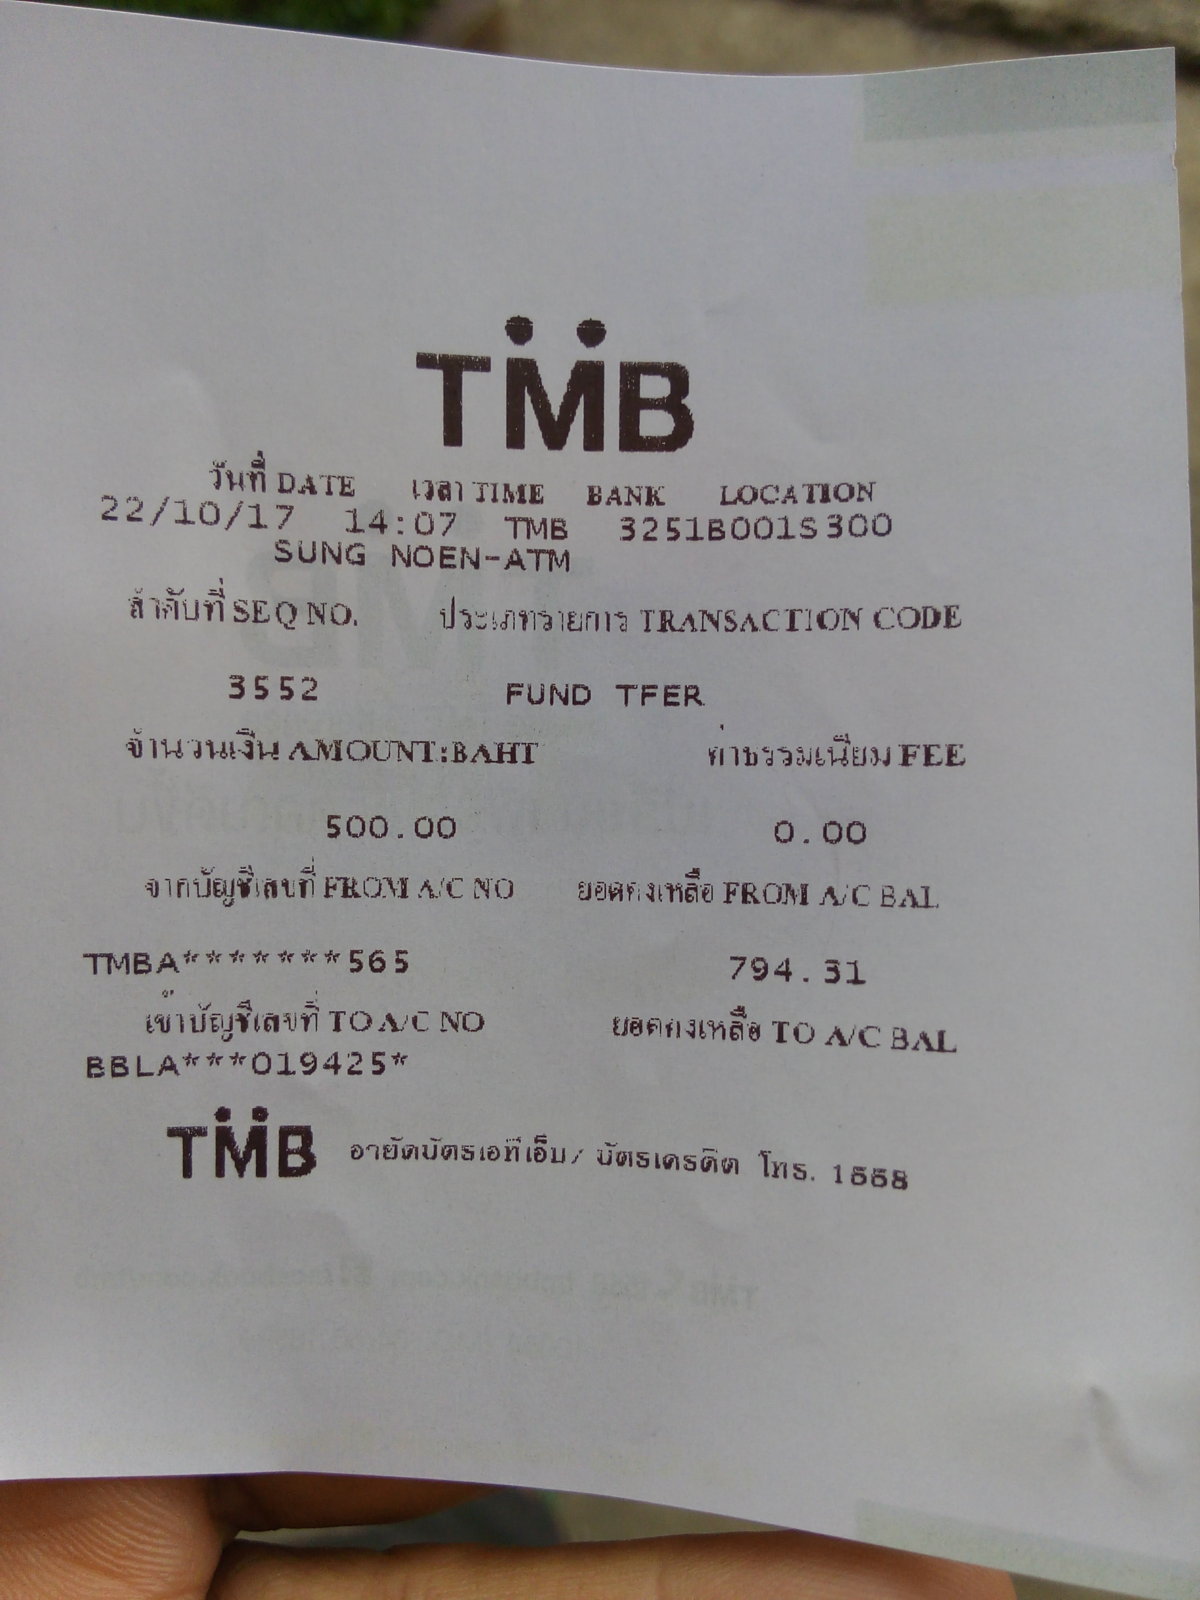 TMB
วันที่ DATE เวลา TIME BANK LOCATION
22/10/17 14:07 TMB 3251B001S300
SUNG NOEN-ATM
ลำดับที่ SEQ NO. ประเภทรายการ TRANSACTION CODE
3552 FUND TFER
จำนวนเงิน AMOUNT:BAHT ค่าธรรมเนียม FEE
500.00 0.00
จากบัญชีเลขที่ FROM A/C NO ยอดคงเหลือ FROM A/C BAL
TMBA*******565 794.31
เข้าบัญชีเลขที่ TO A/C NO ยอดคงเหลือ TO A/C BAL
BBLA***019425*
TMB อายัดบัตรเอทีเอ็ม/ บัตรเครดิต โทร. 1558